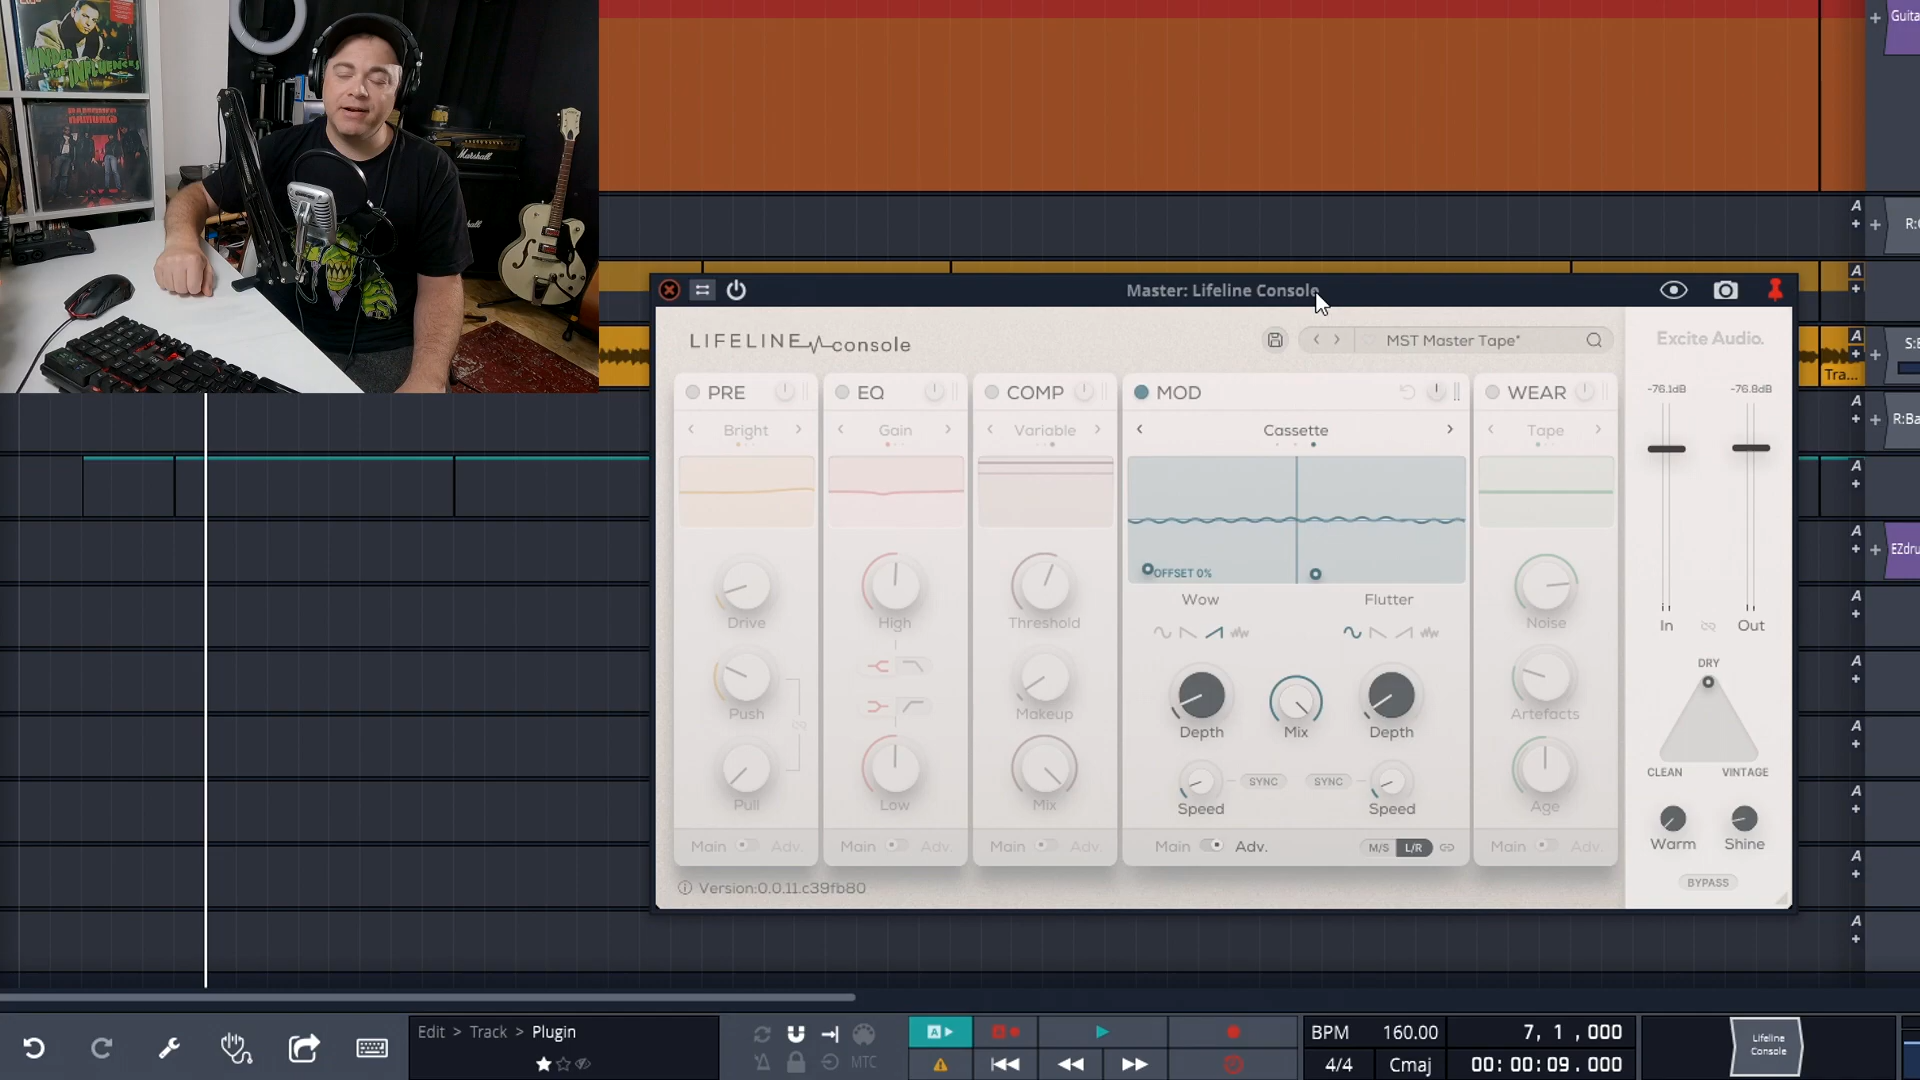 UNDER THE INFLUENCES
Marshall
Guita
A
R:
A
Master: Lifeline Console
A
LIFELINE console
MST Master Tape*
Excite Audio.
A
S:
Tra...
PRE
EQ
COMP
MOD
WEAR
-76.1dB
-76.8dB
A
R:Ba
Bright
Gain
Variable
Cassette
Tape
A
OFFSET 0%
A
EZdru
Wow
Flutter
A
Drive
High
Threshold
Noise
In
Out
A
DRY
Push
Makeup
Artefacts
Depth
Mix
Depth
A
CLEAN
VINTAGE
SYNC
SYNC
A
Pull
Low
Mix
Speed
Speed
Age
Warm
Shine
Main Adv.
Main Adv.
Main Adv.
Main Adv.
M/S L/R
Main Adv.
A
BYPASS
Version:0.0.11.c39fb80
A
Edit > Track > Plugin
A
BPM 160.00
7, 1 ,000
Lifeline
Console
MTC
4/4 Cmaj
00:00:09.000